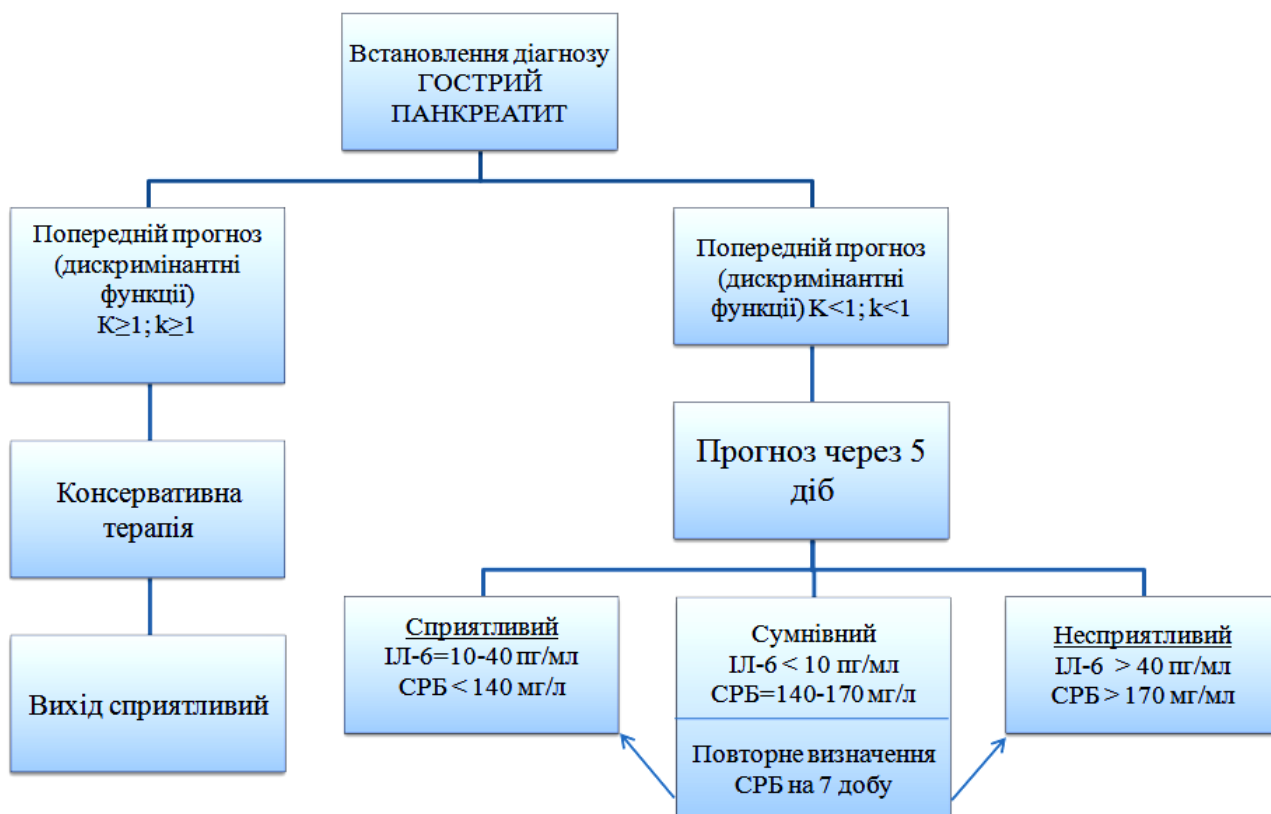 Встановлення діагнозу
ГОСТРИЙ
ПАНКРЕАТИТ
Попередній прогноз
(дискримінантні
функції)
K≥1; k≥1
Попередній прогноз
(дискримінантні
функції) K<1; k<1
Консервативна
терапія
Прогноз через 5
діб
Вихід сприятливий
Сприятливий
ІЛ-6=10-40 пг/мл
СРБ < 140 мг/л
Сумнівний
ІЛ-6 < 10 пг/мл
СРБ=140-170 мг/л
Повторне визначення
СРБ на 7 добу
Несприятливий
ІЛ-6 > 40 пг/мл
СРБ > 170 мг/мл